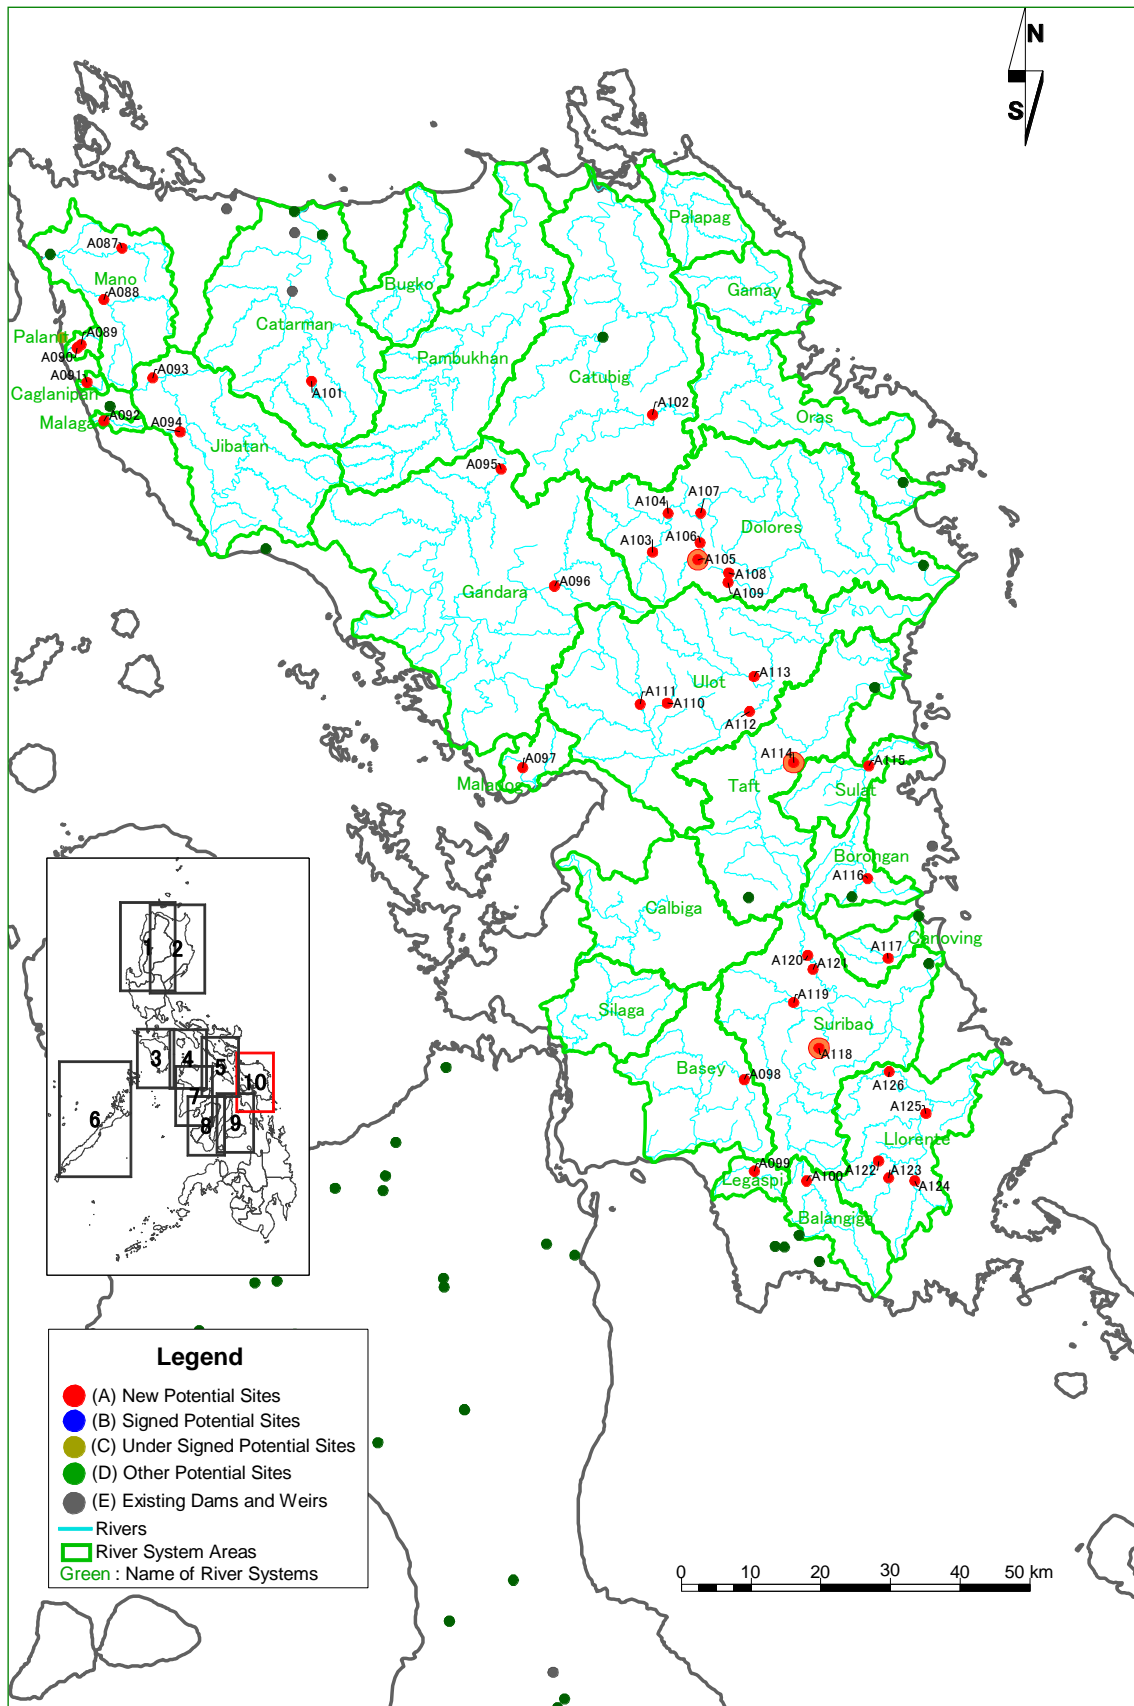 N
S
Palapag
A087
Mano
Gamay
Bugko
A088
Catarman
Palanit
A089
A090
Pambukhan
Catubig
A091
A093
Caglanipan
A101
A092
Malaga
A094
Jibatan
A102
Oras
A095
A104
A107
Dolores
A103
A106
A105
A108
A109
A096
Gandara
Ulot
A113
A111
A110
A112
A114
A097
A115
Taft
Sulat
Borongan
A116
Calbiga
Canoving
A117
A120
A121
Silaga
A119
Suribao
A118
Basey
A098
A126
A125
Llorente
A099
Legaspi
A100
A122
A123
A124
Balangiga
1
2
3
4
5
10
7
6
8
9
Legend
(A) New Potential Sites
(B) Signed Potential Sites
(C) Under Signed Potential Sites
(D) Other Potential Sites
(E) Existing Dams and Weirs
Rivers
River System Areas
Green : Name of River Systems
0 10 20 30 40 50 km